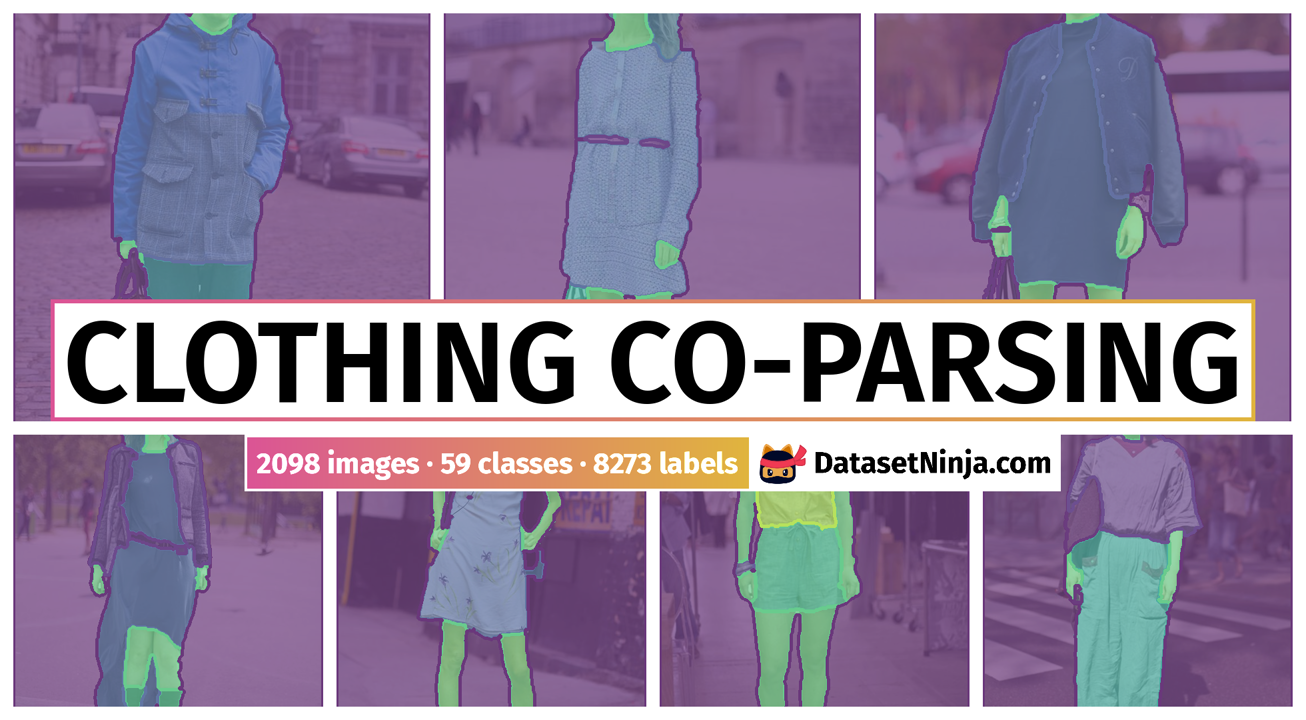 CLOTHING CO-PARSING
2098 images · 59 classes · 8273 labels
DatasetNinja.com